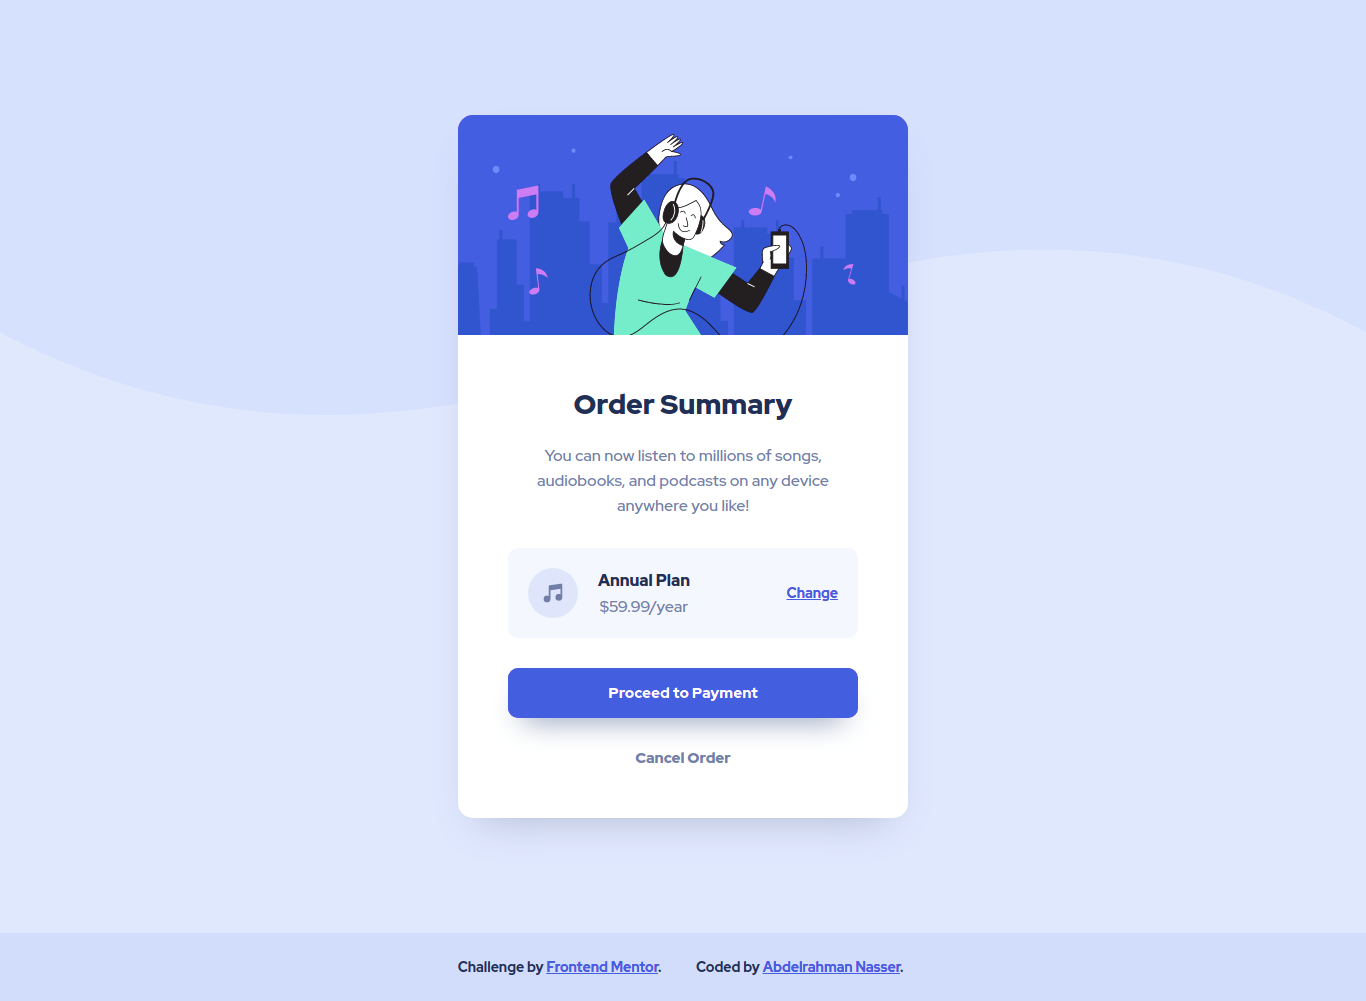 Order Summary
You can now listen to millions of songs,
audiobooks, and podcasts on any device
anywhere you like!
Annual Plan
$59.99/year
Change
Proceed to Payment
Cancel Order
Challenge by Frontend Mentor. Coded by Abdelrahman Nasser.